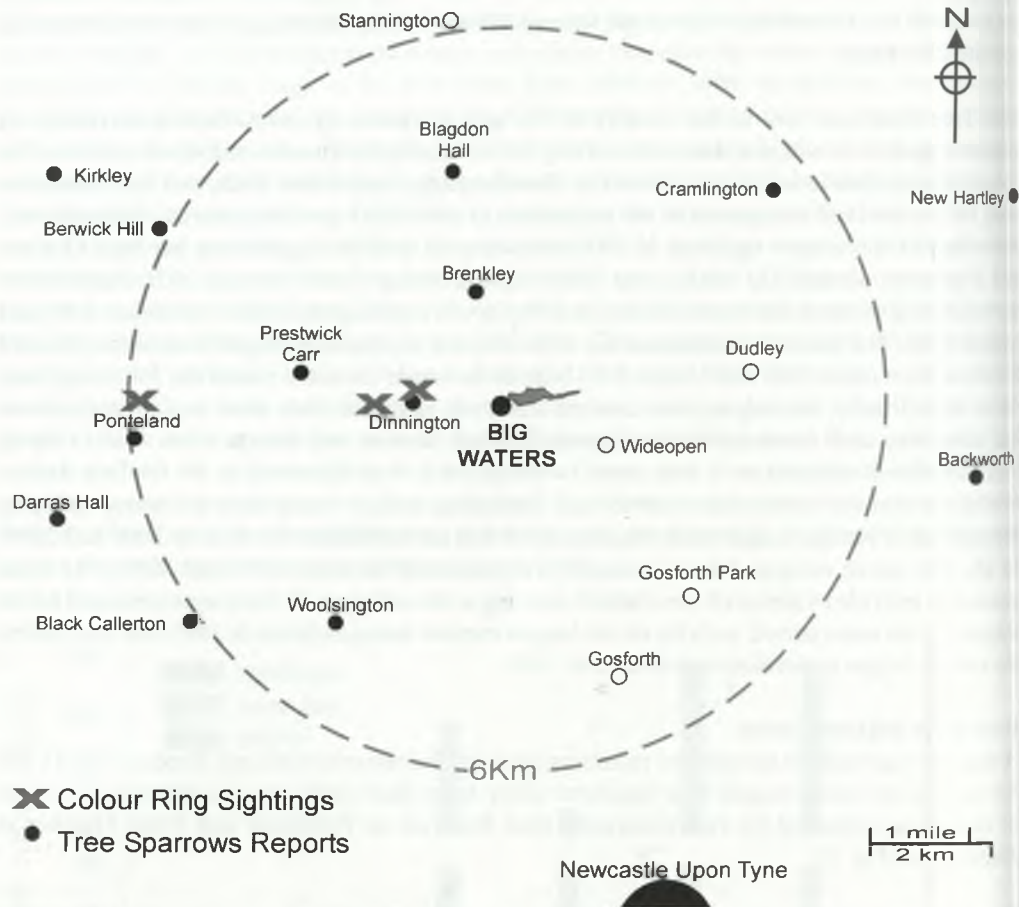 Stannington
N
Blagdon
Hall
Kirkley
Cramlington
New Hartley
Berwick Hill
Brenkley
Prestwick
Carr
Dudley
Ponteland
Dinnington
BIG
WATERS
Wideopen
Backworth
Darras Hall
Gosforth Park
Woolsington
Black Callerton
Gosforth
6Km
Colour Ring Sightings
Tree Sparrows Reports
1 mile
2 km
Newcastle Upon Tyne